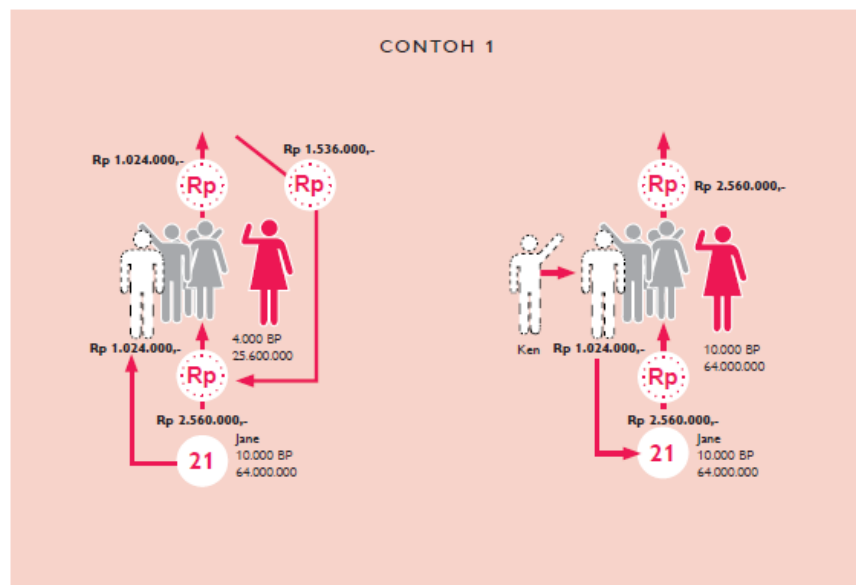 CONTOH 1
Rp 1.024.000,-
Rp 1.536.000,-
Rp
Rp
4.000 BP
25.600.000
Rp 1.024.000,-
Rp
Rp 2.560.000,-
21
Jane
10.000 BP
64.000.000
Rp
Rp 2.560.000,-
Ken
Rp 1.024.000,-
10.000 BP
64.000.000
Rp
Rp 2.560.000,-
21
Jane
10.000 BP
64.000.000